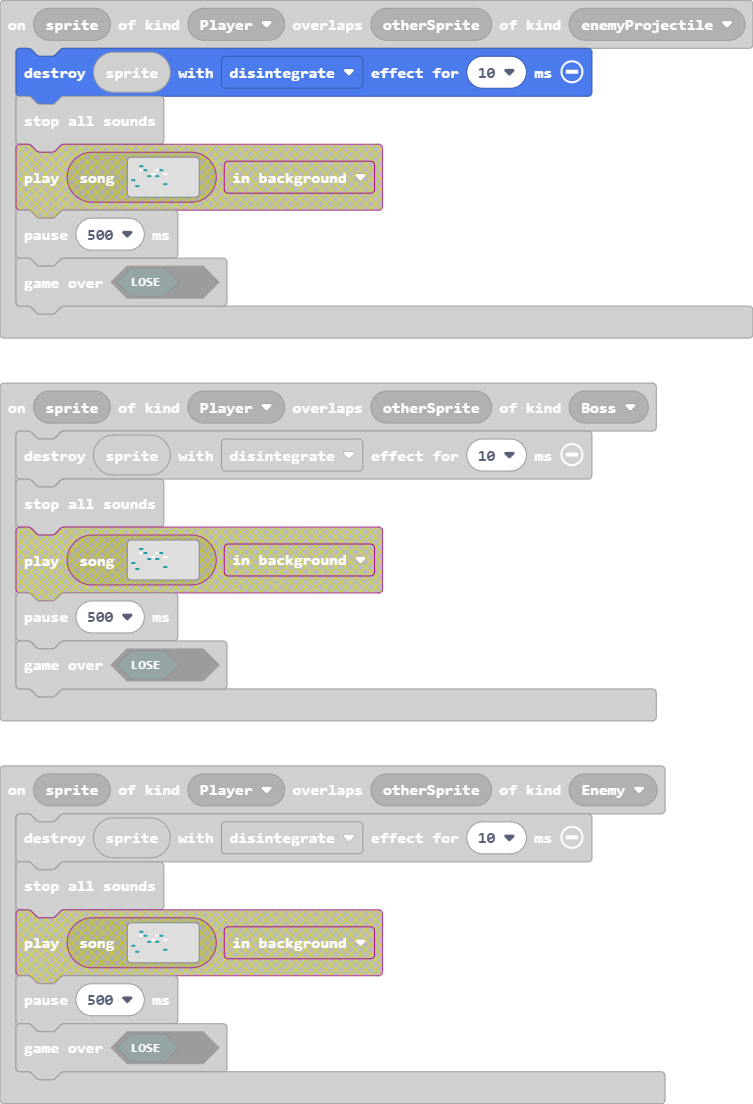 on sprite of kind Player overlaps otherSprite of kind enemyProjectile
destroy sprite with disintegrate effect for 10 ms
stop all sounds
play song in background
pause 500 ms
game over LOSE
on sprite of kind Player overlaps otherSprite of kind Boss
destroy sprite with disintegrate effect for 10 ms
stop all sounds
play song in background
pause 500 ms
game over LOSE
on sprite of kind Player overlaps otherSprite of kind Enemy
destroy sprite with disintegrate effect for 10 ms
stop all sounds
play song in background
pause 500 ms
game over LOSE